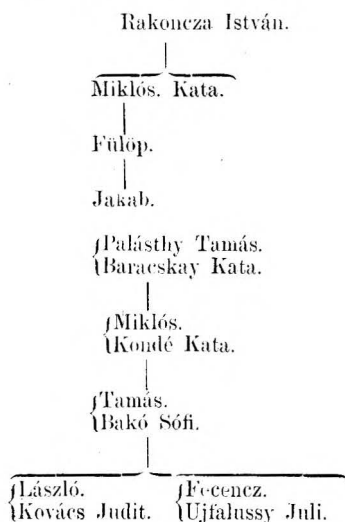 Rakoncza István.
Miklós. Kata.
Fülöp.
Jakab.
Palásthy Tamás.
Baracskay Kata.
Miklós.
Kondé Kata.
Tamás.
Bakó Sófi.
László. Fecencz.
Kovács Judit. Ujfalussy Juli.